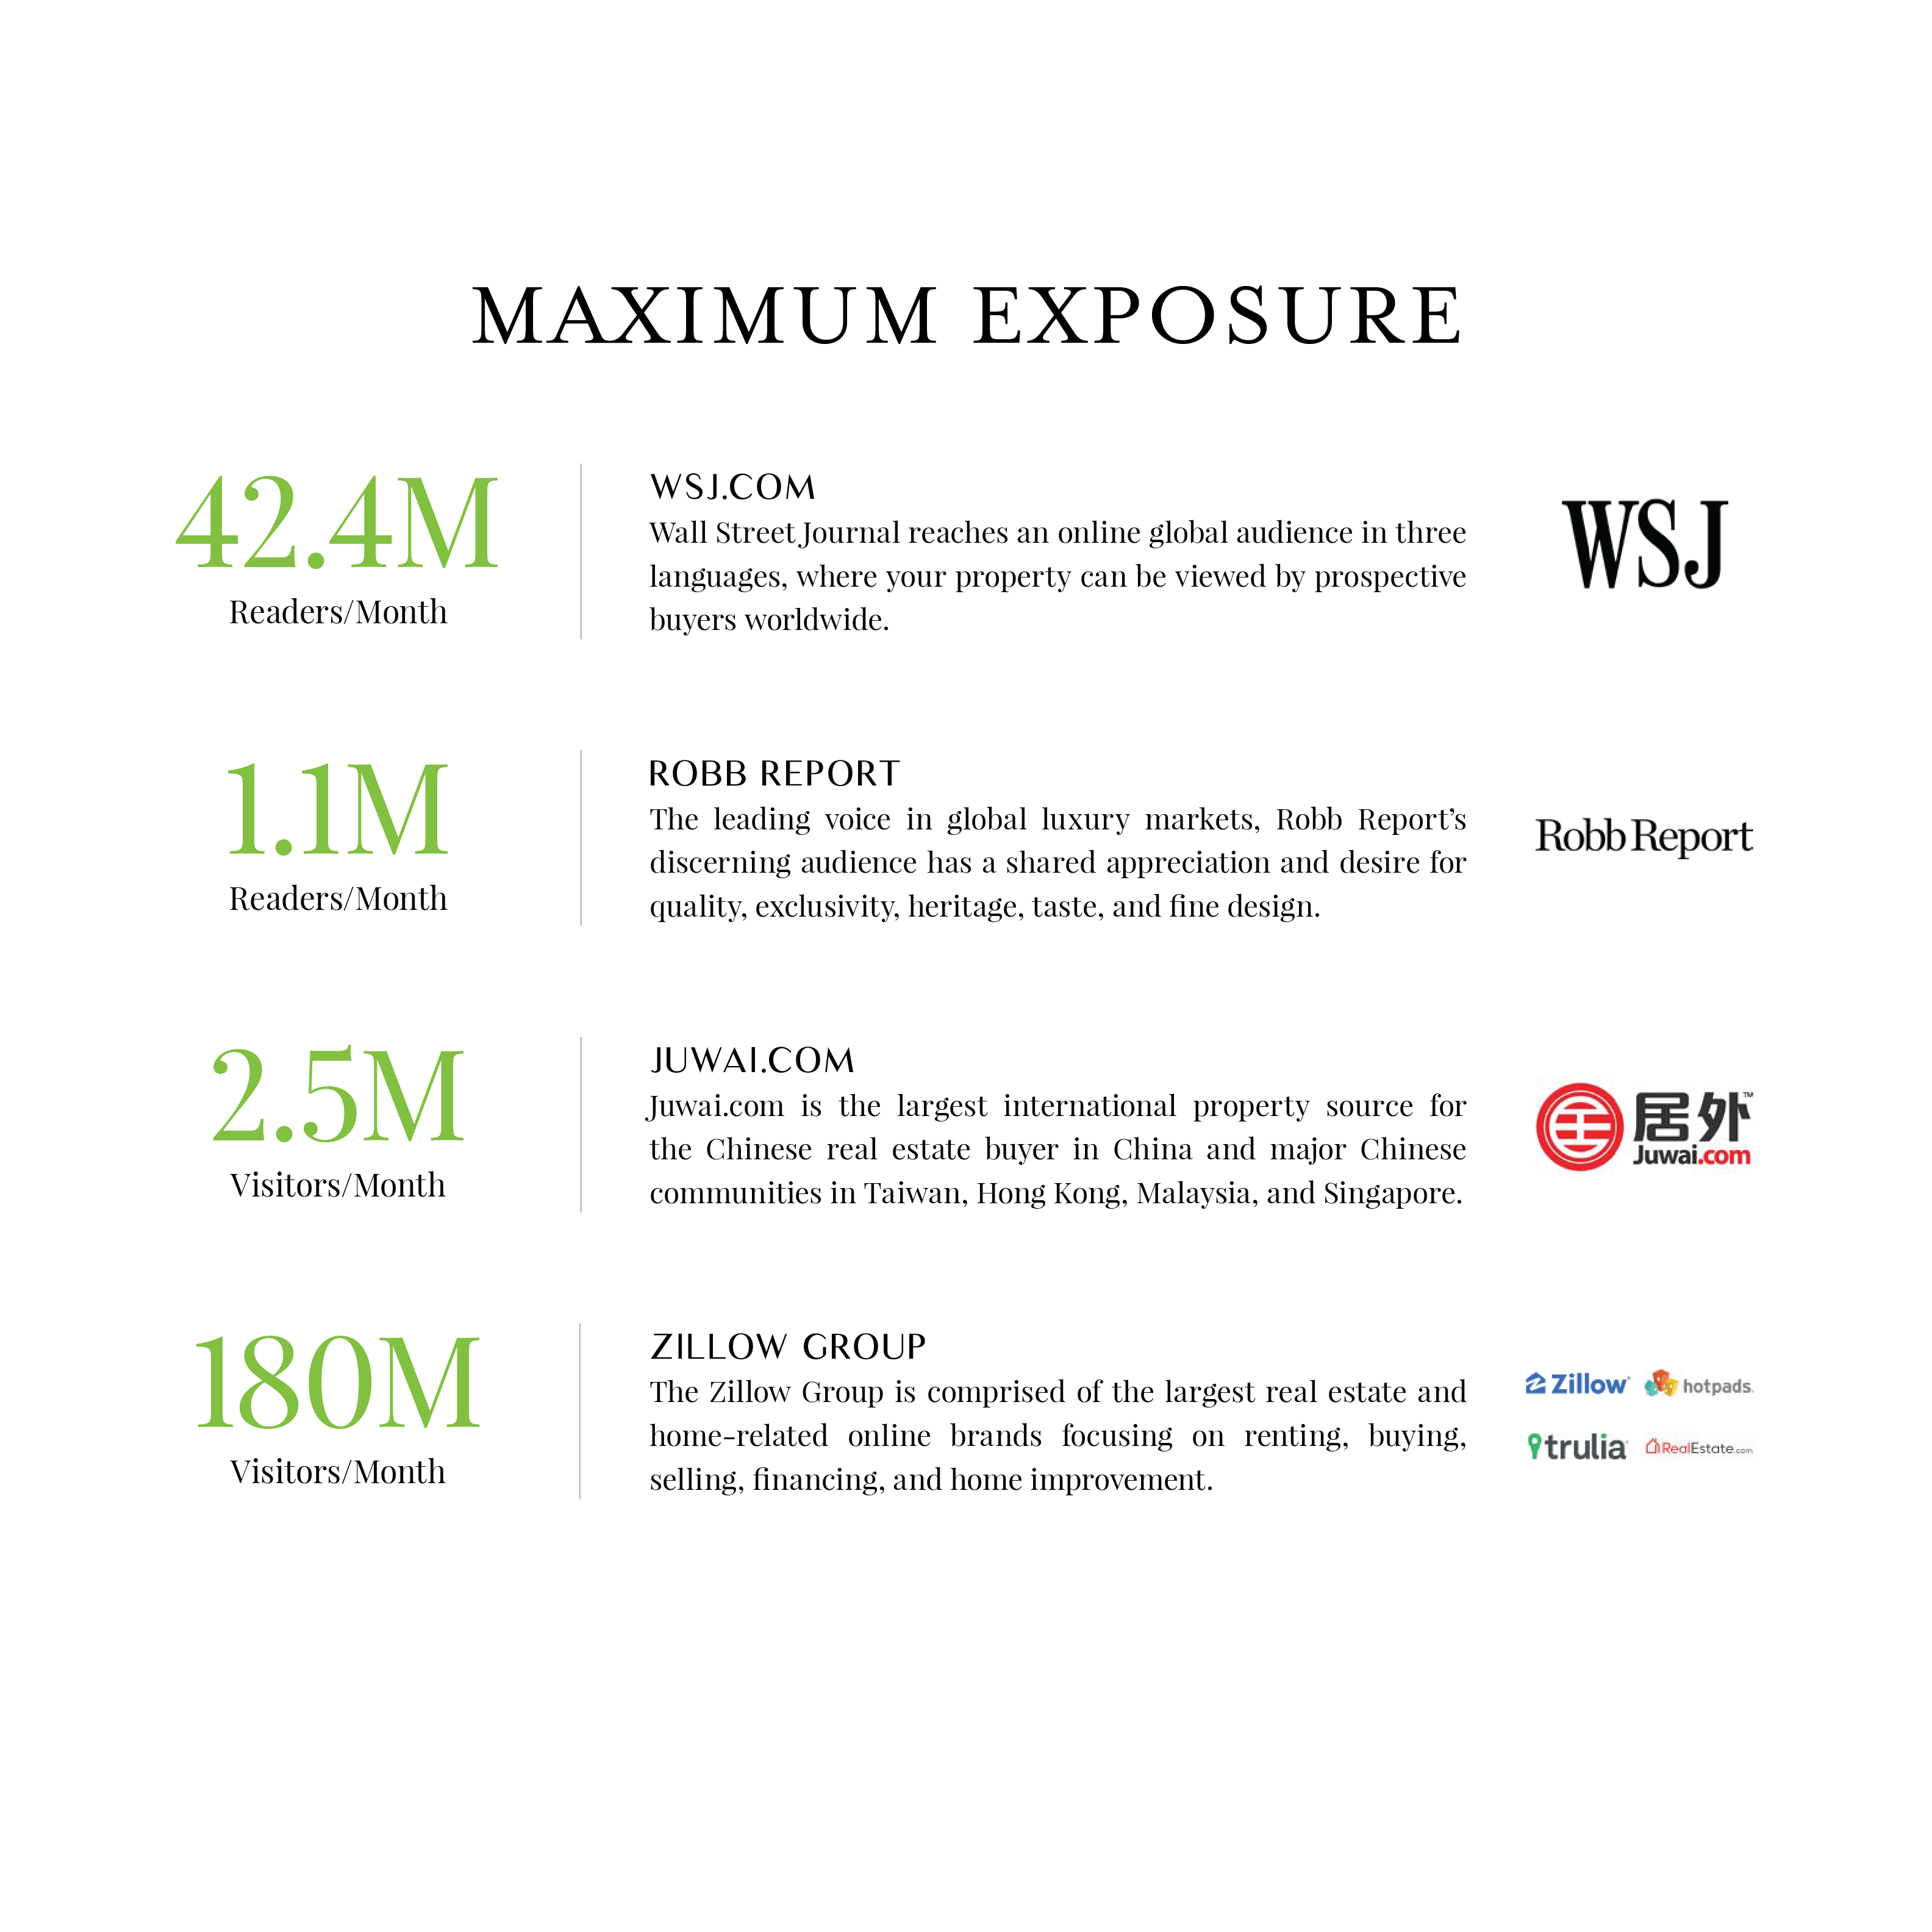 MAXIMUM EXPOSURE
42.4M
Readers/Month
WSJ.COM
Wall Street Journal reaches an online global audience in three
languages, where your property can be viewed by prospective
buyers worldwide.
WSJ
1.1M
Readers/Month
ROBB REPORT
The leading voice in global luxury markets, Robb Report’s
discerning audience has a shared appreciation and desire for
quality, exclusivity, heritage, taste, and fine design.
Robb Report
2.5M
Visitors/Month
JUWAI.COM
Juwai.com is the largest international property source for
the Chinese real estate buyer in China and major Chinese
communities in Taiwan, Hong Kong, Malaysia, and Singapore.
居外™
Juwai.com
180M
Visitors/Month
ZILLOW GROUP
The Zillow Group is comprised of the largest real estate and
home-related online brands focusing on renting, buying,
selling, financing, and home improvement.
Zillow hotpads
trulia RealEstate.com